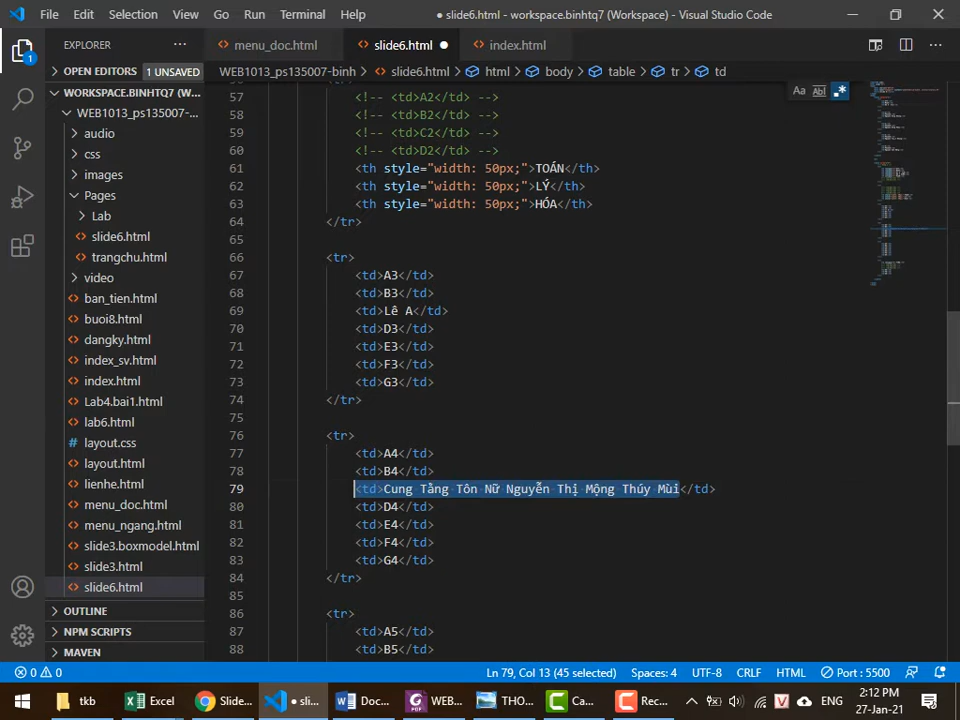 File Edit Selection View Go Run Terminal Help ● slide6.html - workspace.binhtq7 (Workspace) - Visual Studio Code
EXPLORER
menu_doc.html slide6.html index.html
OPEN EDITORS 1 UNSAVED
WEB1013_ps135007-binh > slide6.html > html > body > table > tr > td
WORKSPACE.BINHTQ7 (W...
WEB1013_ps135007-...
audio
css
images
Pages
Lab
slide6.html
trangchu.html
video
ban_tien.html
buoi8.html
dangky.html
index_sv.html
index.html
Lab4.bai1.html
lab6.html
layout.css
layout.html
lienhe.html
menu_doc.html
menu_ngang.html
slide3.boxmodel.html
slide3.html
slide6.html
OUTLINE
NPM SCRIPTS
MAVEN
Aa Abl .*
57 <!-- <td>A2</td> -->
58 <!-- <td>B2</td> -->
59 <!-- <td>C2</td> -->
60 <!-- <td>D2</td> -->
61 <th style="width: 50px;">TOÁN</th>
62 <th style="width: 50px;">LÝ</th>
63 <th style="width: 50px;">HÓA</th>
64 </tr>
65
66 <tr>
67 <td>A3</td>
68 <td>B3</td>
69 <td>Lê A</td>
70 <td>D3</td>
71 <td>E3</td>
72 <td>F3</td>
73 <td>G3</td>
74 </tr>
75
76 <tr>
77 <td>A4</td>
78 <td>B4</td>
79 <td>Cung Tằng Tôn Nữ Nguyễn Thị Mộng Thúy Mùi</td>
80 <td>D4</td>
81 <td>E4</td>
82 <td>F4</td>
83 <td>G4</td>
84 </tr>
85
86 <tr>
87 <td>A5</td>
88 <td>B5</td>
0 0 Ln 79, Col 13 (45 selected) Spaces: 4 UTF-8 CRLF HTML Port : 5500
tkb Excel Slide... sli... Doc... WEB... THO... Ca... Rec... ENG
2:12 PM
27-Jan-21